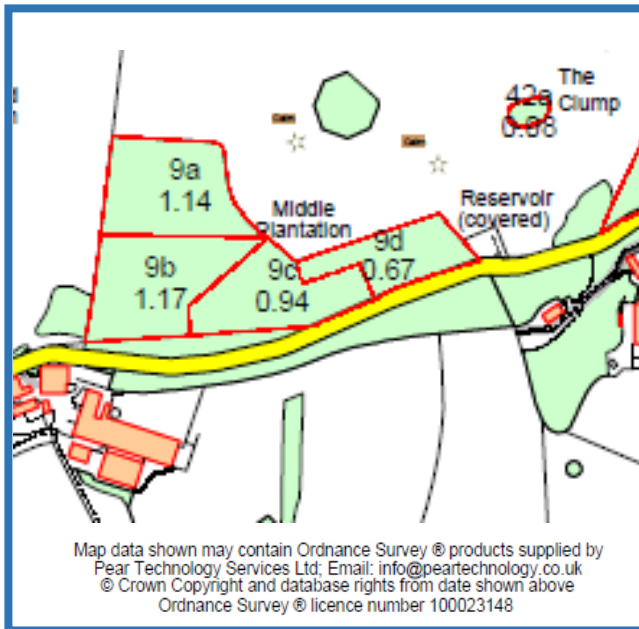 The
42a Clump
0.08
Cairn
Cairn
9a
1.14
Reservoir
(covered)
Middle
Plantation
9d
0.67
9b
1.17
9c
0.94
Map data shown may contain Ordnance Survey ® products supplied by
Pear Technology Services Ltd; Email: info@peartechnology.co.uk
© Crown Copyright and database rights from date shown above
Ordnance Survey ® licence number 100023148